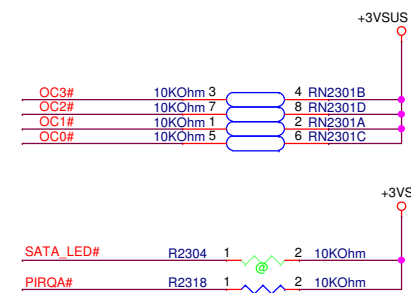 +3VSUS
OC3# 10KOhm 3 4 RN2301B
OC2# 10KOhm 7 8 RN2301D
OC1# 10KOhm 1 2 RN2301A
OC0# 10KOhm 5 6 RN2301C
+3VS
SATA_LED# R2304 1 2 10KOhm
@
PIRQA# R2318 1 2 10KOhm